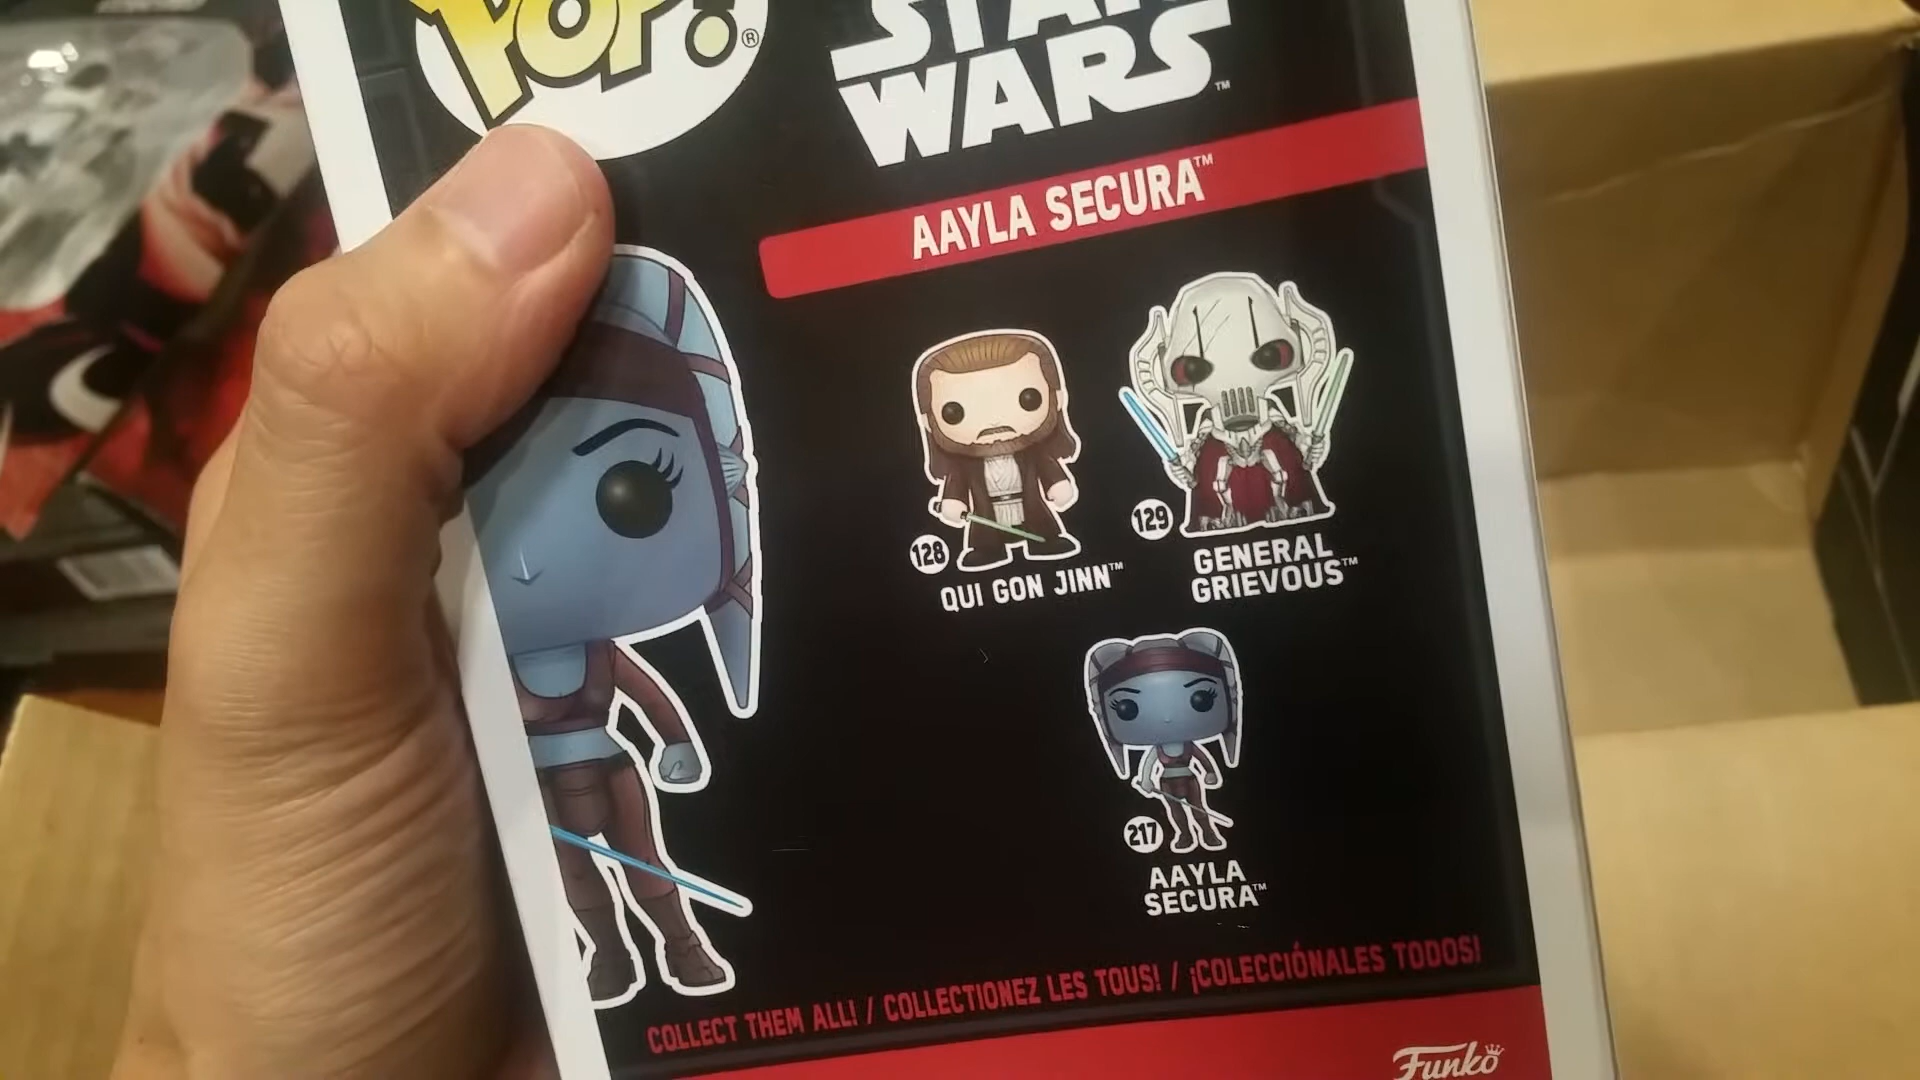 POP!®
STAR
WARS™
AAYLA SECURA™
128
QUI GON JINN™
129
GENERAL
GRIEVOUS™
217
AAYLA
SECURA™
COLLECT THEM ALL! / COLLECTIONEZ LES TOUS! / ¡COLECCIÓNALES TODOS!
Funko